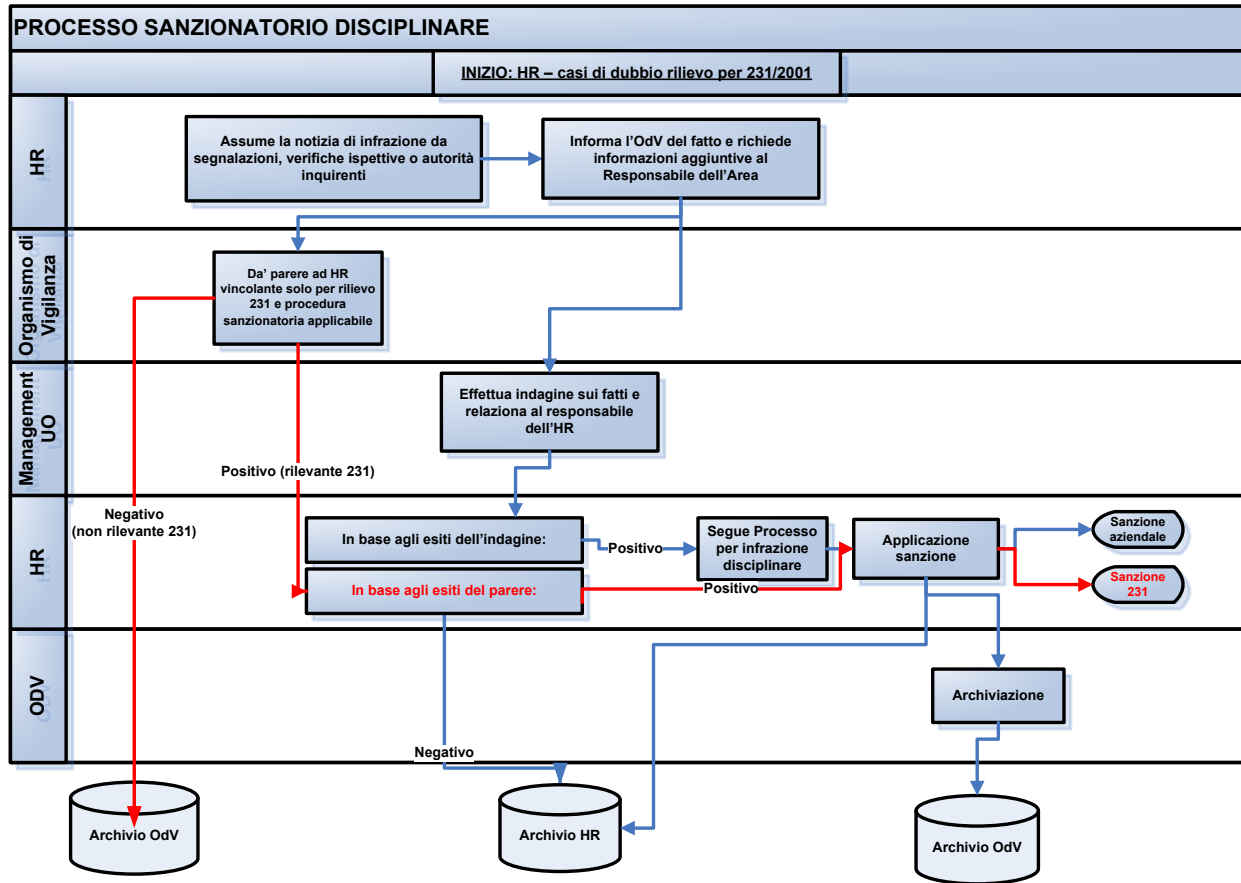 PROCESSO SANZIONATORIO DISCIPLINARE
INIZIO: HR – casi di dubbio rilievo per 231/2001
HR
Assume la notizia di infrazione da
segnalazioni, verifiche ispettive o autorità
inquirenti
Informa l'OdV del fatto e richiede
informazioni aggiuntive al
Responsabile dell'Area
Organismo di
Vigilanza
Da' parere ad HR
vincolante solo per rilievo
231 e procedura
sanzionatoria applicabile
Management
UO
Effettua indagine sui fatti e
relaziona al responsabile
dell'HR
Positivo (rilevante 231)
Negativo
(non rilevante 231)
HR
In base agli esiti dell'indagine:
Positivo
Segue Processo
per infrazione
disciplinare
Applicazione
sanzione
Sanzione
aziendale
In base agli esiti del parere:
Positivo
Sanzione
231
ODV
Archiviazione
Negativo
Archivio OdV
Archivio HR
Archivio OdV